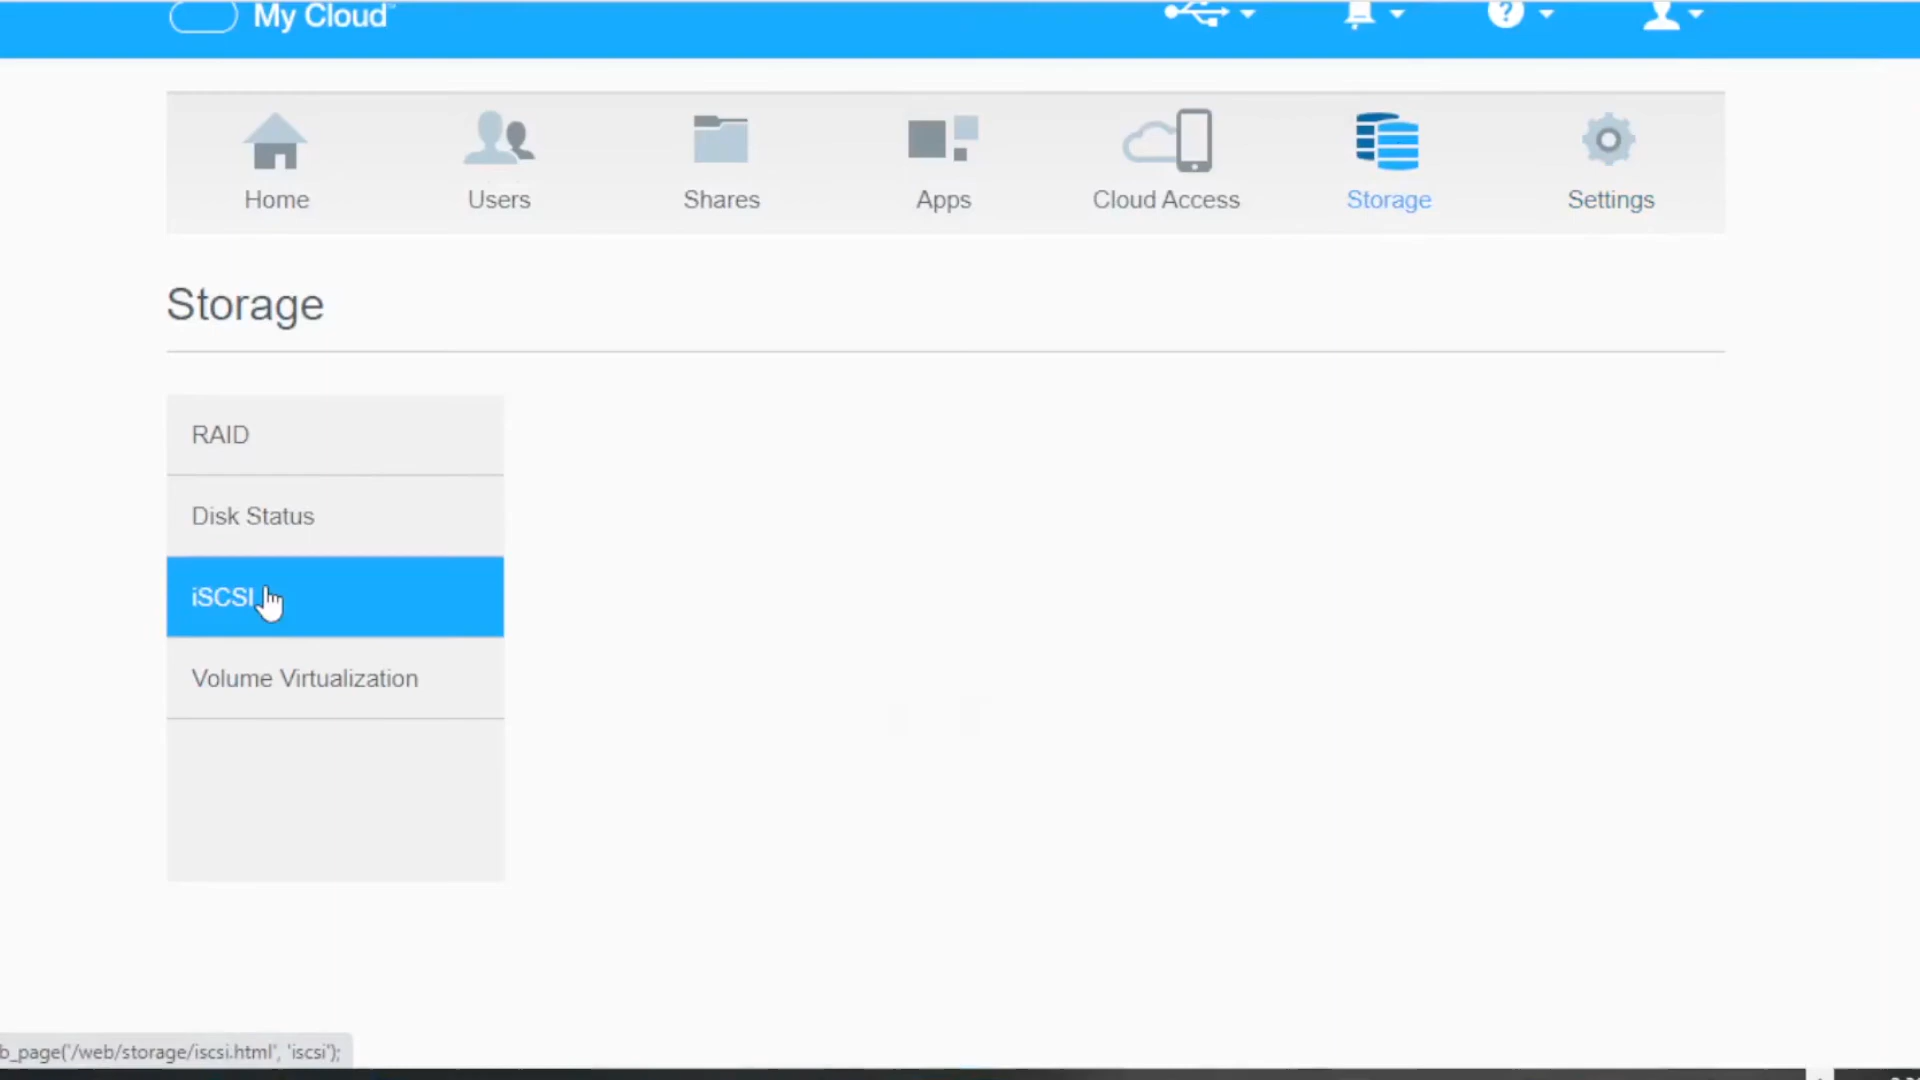 My Cloud™
Home Users Shares Apps Cloud Access Storage Settings
Storage
RAID
Disk Status
iSCSI
Volume Virtualization
b_page('/web/storage/iscsi.html', 'iscsi');